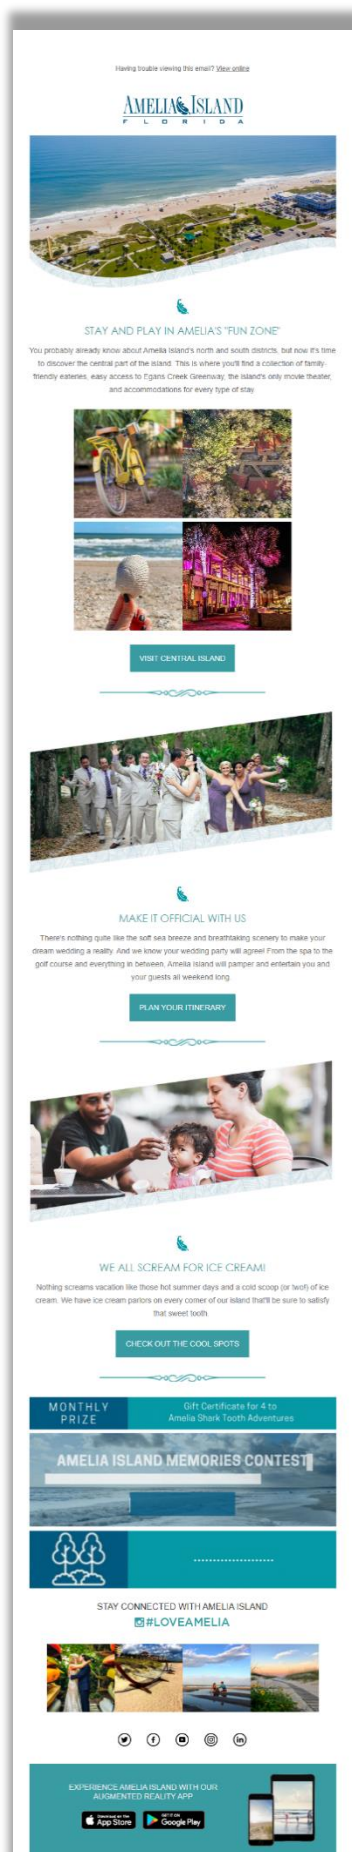 Having trouble viewing this email? View online
AMELIA ISLAND
FLORIDA
STAY AND PLAY IN AMELIA'S "FUN ZONE"
You probably already know about Amelia Island's north and south districts, but now it's time
to discover the central part of the island. This is where you'll find a collection of family-
friendly eateries, easy access to Egans Creek Greenway, the island's only movie theater,
and accommodations for every type of stay.
VISIT CENTRAL ISLAND
MAKE IT OFFICIAL WITH US
There's nothing quite like the soft sea breeze and breathtaking scenery to make your
dream wedding a reality. And we know your wedding party will agree! From the spa to the
golf course and everything in between, Amelia Island will pamper and entertain you and
your guests all weekend long.
PLAN YOUR ITINERARY
WE ALL SCREAM FOR ICE CREAM!
Nothing screams vacation like those hot summer days and a cold scoop (or two!) of ice
cream. We have ice cream parlors on every corner of our island that'll be sure to satisfy
that sweet tooth.
CHECK OUT THE COOL SPOTS
MONTHLY
PRIZE
Gift Certificate for 4 to
Amelia Shark Tooth Adventures
AMELIA ISLAND MEMORIES CONTEST
STAY CONNECTED WITH AMELIA ISLAND
#LOVEAMELIA
EXPERIENCE AMELIA ISLAND WITH OUR
AUGMENTED REALITY APP
Download on the
App Store
GET IT ON
Google Play